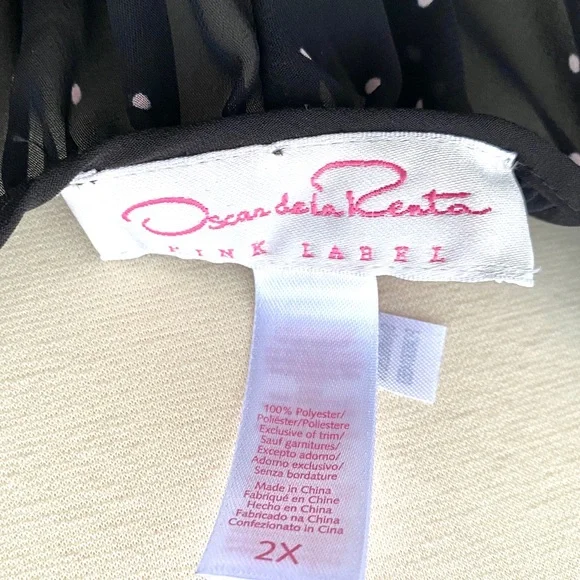 Oscar de la Renta
PINK LABEL
100% Polyester/
Poliéster/Poliestere
Exclusive of trim/
Sauf garnitures/
Excepto adorno/
Adorno exclusivo/
Senza bordature
Made in China
Fabriqué en Chine
Hecho en China
Fabricado na China
Confezionato in Cina
2X